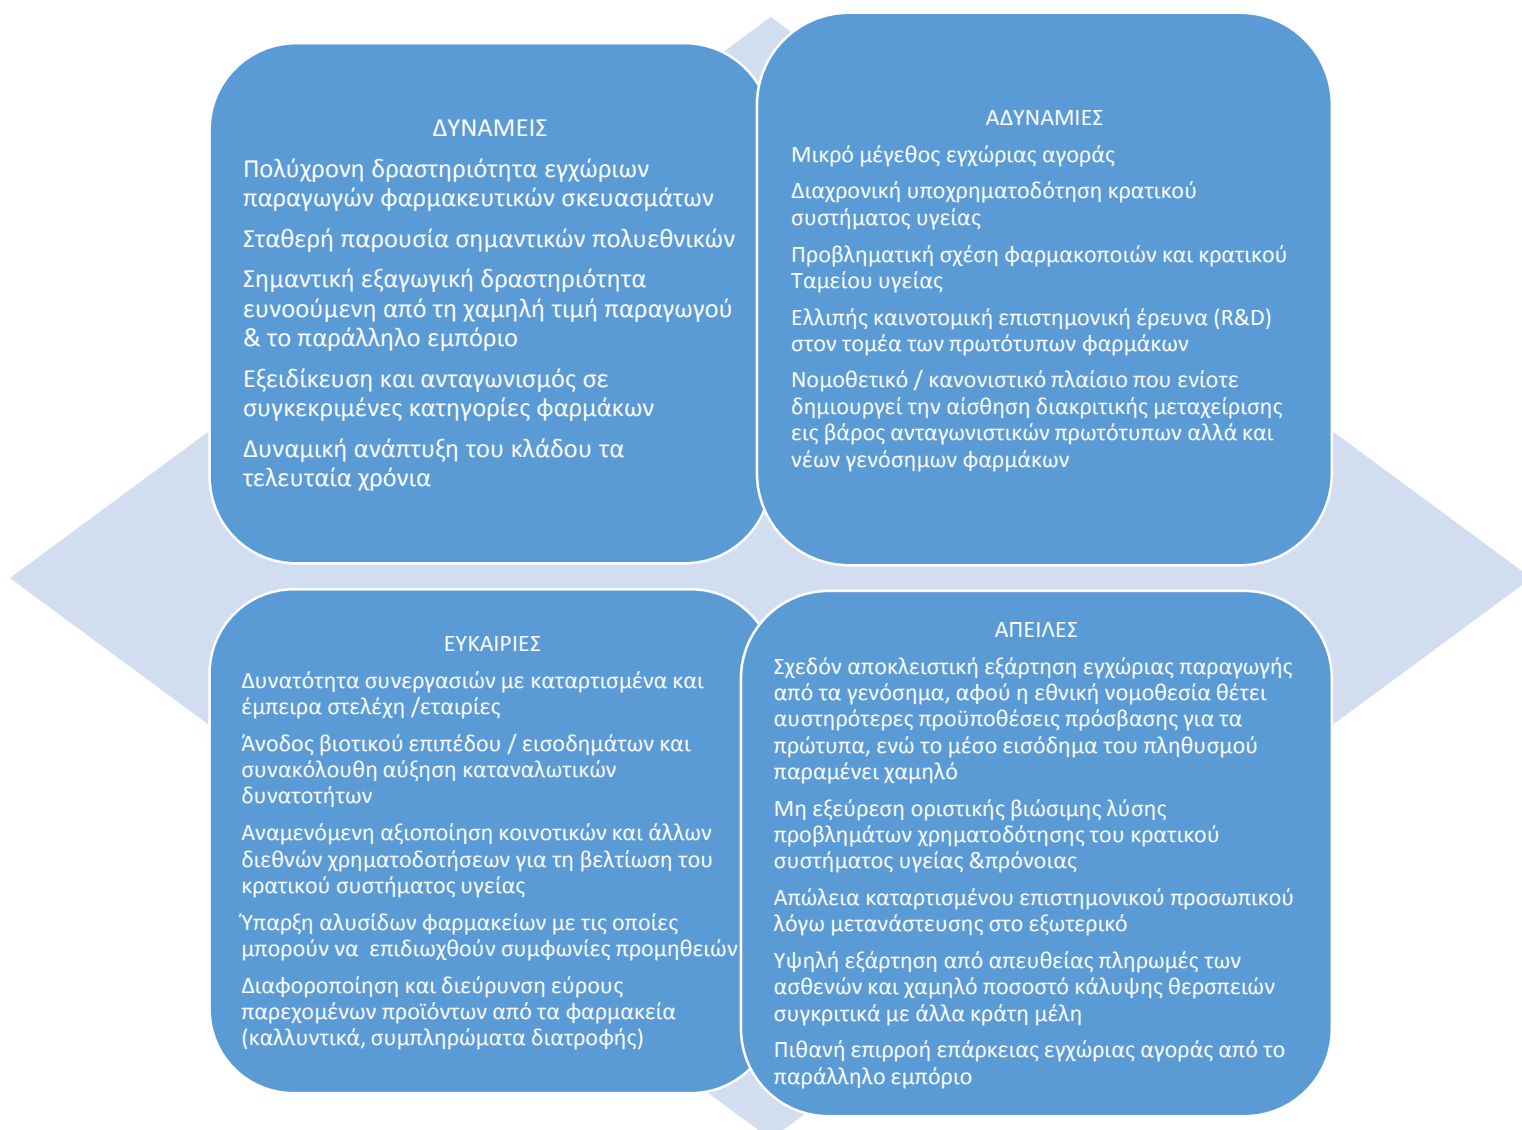 ΔΥΝΑΜΕΙΣ
Πολύχρονη δραστηριότητα εγχώριων
παραγωγών φαρμακευτικών σκευασμάτων
Σταθερή παρουσία σημαντικών πολυεθνικών
Σημαντική εξαγωγική δραστηριότητα
ευνοούμενη από τη χαμηλή τιμή παραγωγού
& το παράλληλο εμπόριο
Εξειδίκευση και ανταγωνισμός σε
συγκεκριμένες κατηγορίες φαρμάκων
Δυναμική ανάπτυξη του κλάδου τα
τελευταία χρόνια
ΑΔΥΝΑΜΙΕΣ
Μικρό μέγεθος εγχώριας αγοράς
Διαχρονική υποχρηματοδότηση κρατικού
συστήματος υγείας
Προβληματική σχέση φαρμακοποιών και κρατικού
Ταμείου υγείας
Ελλιπής καινοτομική επιστημονική έρευνα (R&D)
στον τομέα των πρωτότυπων φαρμάκων
Νομοθετικό / κανονιστικό πλαίσιο που ενίοτε
δημιουργεί την αίσθηση διακριτικής μεταχείρισης
εις βάρος ανταγωνιστικών πρωτότυπων αλλά και
νέων γενόσημων φαρμάκων
ΕΥΚΑΙΡΙΕΣ
Δυνατότητα συνεργασιών με καταρτισμένα και
έμπειρα στελέχη /εταιρίες
Άνοδος βιοτικού επιπέδου / εισοδημάτων και
συνακόλουθη αύξηση καταναλωτικών
δυνατοτήτων
Αναμενόμενη αξιοποίηση κοινοτικών και άλλων
διεθνών χρηματοδοτήσεων για τη βελτίωση του
κρατικού συστήματος υγείας
Ύπαρξη αλυσίδων φαρμακείων με τις οποίες
μπορούν να  επιδιωχθούν συμφωνίες προμηθειών
Διαφοροποίηση και διεύρυνση εύρους
παρεχομένων προϊόντων από τα φαρμακεία
(καλλυντικά, συμπληρώματα διατροφής)
ΑΠΕΙΛΕΣ
Σχεδόν αποκλειστική εξάρτηση εγχώριας παραγωγής
από τα γενόσημα, αφού η εθνική νομοθεσία θέτει
αυστηρότερες προϋποθέσεις πρόσβασης για τα
πρώτυπα, ενώ το μέσο εισόδημα του πληθυσμού
παραμένει χαμηλό
Μη εξεύρεση οριστικής βιώσιμης λύσης
προβλημάτων χρηματοδότησης του κρατικού
συστήματος υγείας &πρόνοιας
Απώλεια καταρτισμένου επιστημονικού προσωπικού
λόγω μετανάστευσης στο εξωτερικό
Υψηλή εξάρτηση από απευθείας πληρωμές των
ασθενών και χαμηλό ποσοστό κάλυψης θερσπειών
συγκριτικά με άλλα κράτη μέλη
Πιθανή επιρροή επάρκειας εγχώριας αγοράς από το
παράλληλο εμπόριο